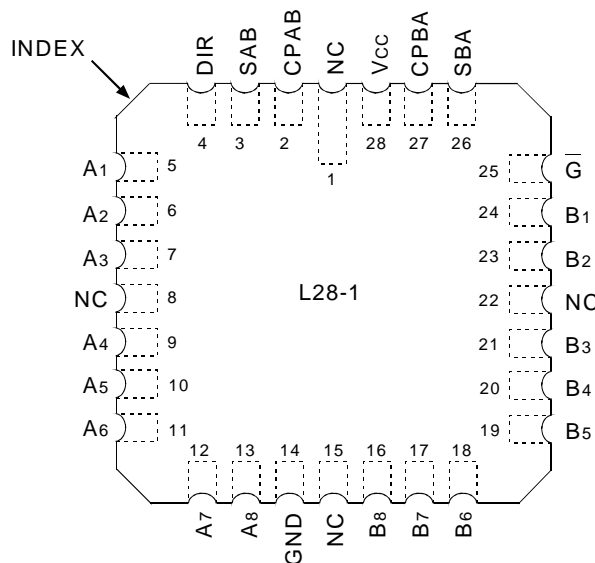 INDEX
DIR SAB CPAB NC Vcc CPBA SBA
4 3 2 1 28 27 26
A1 5 25 G̅
A2 6 24 B1
A3 7 23 B2
NC 8 L28-1 22 NC
A4 9 21 B3
A5 10 20 B4
A6 11 19 B5
12 13 14 15 16 17 18
A7 A8 GND NC B8 B7 B6